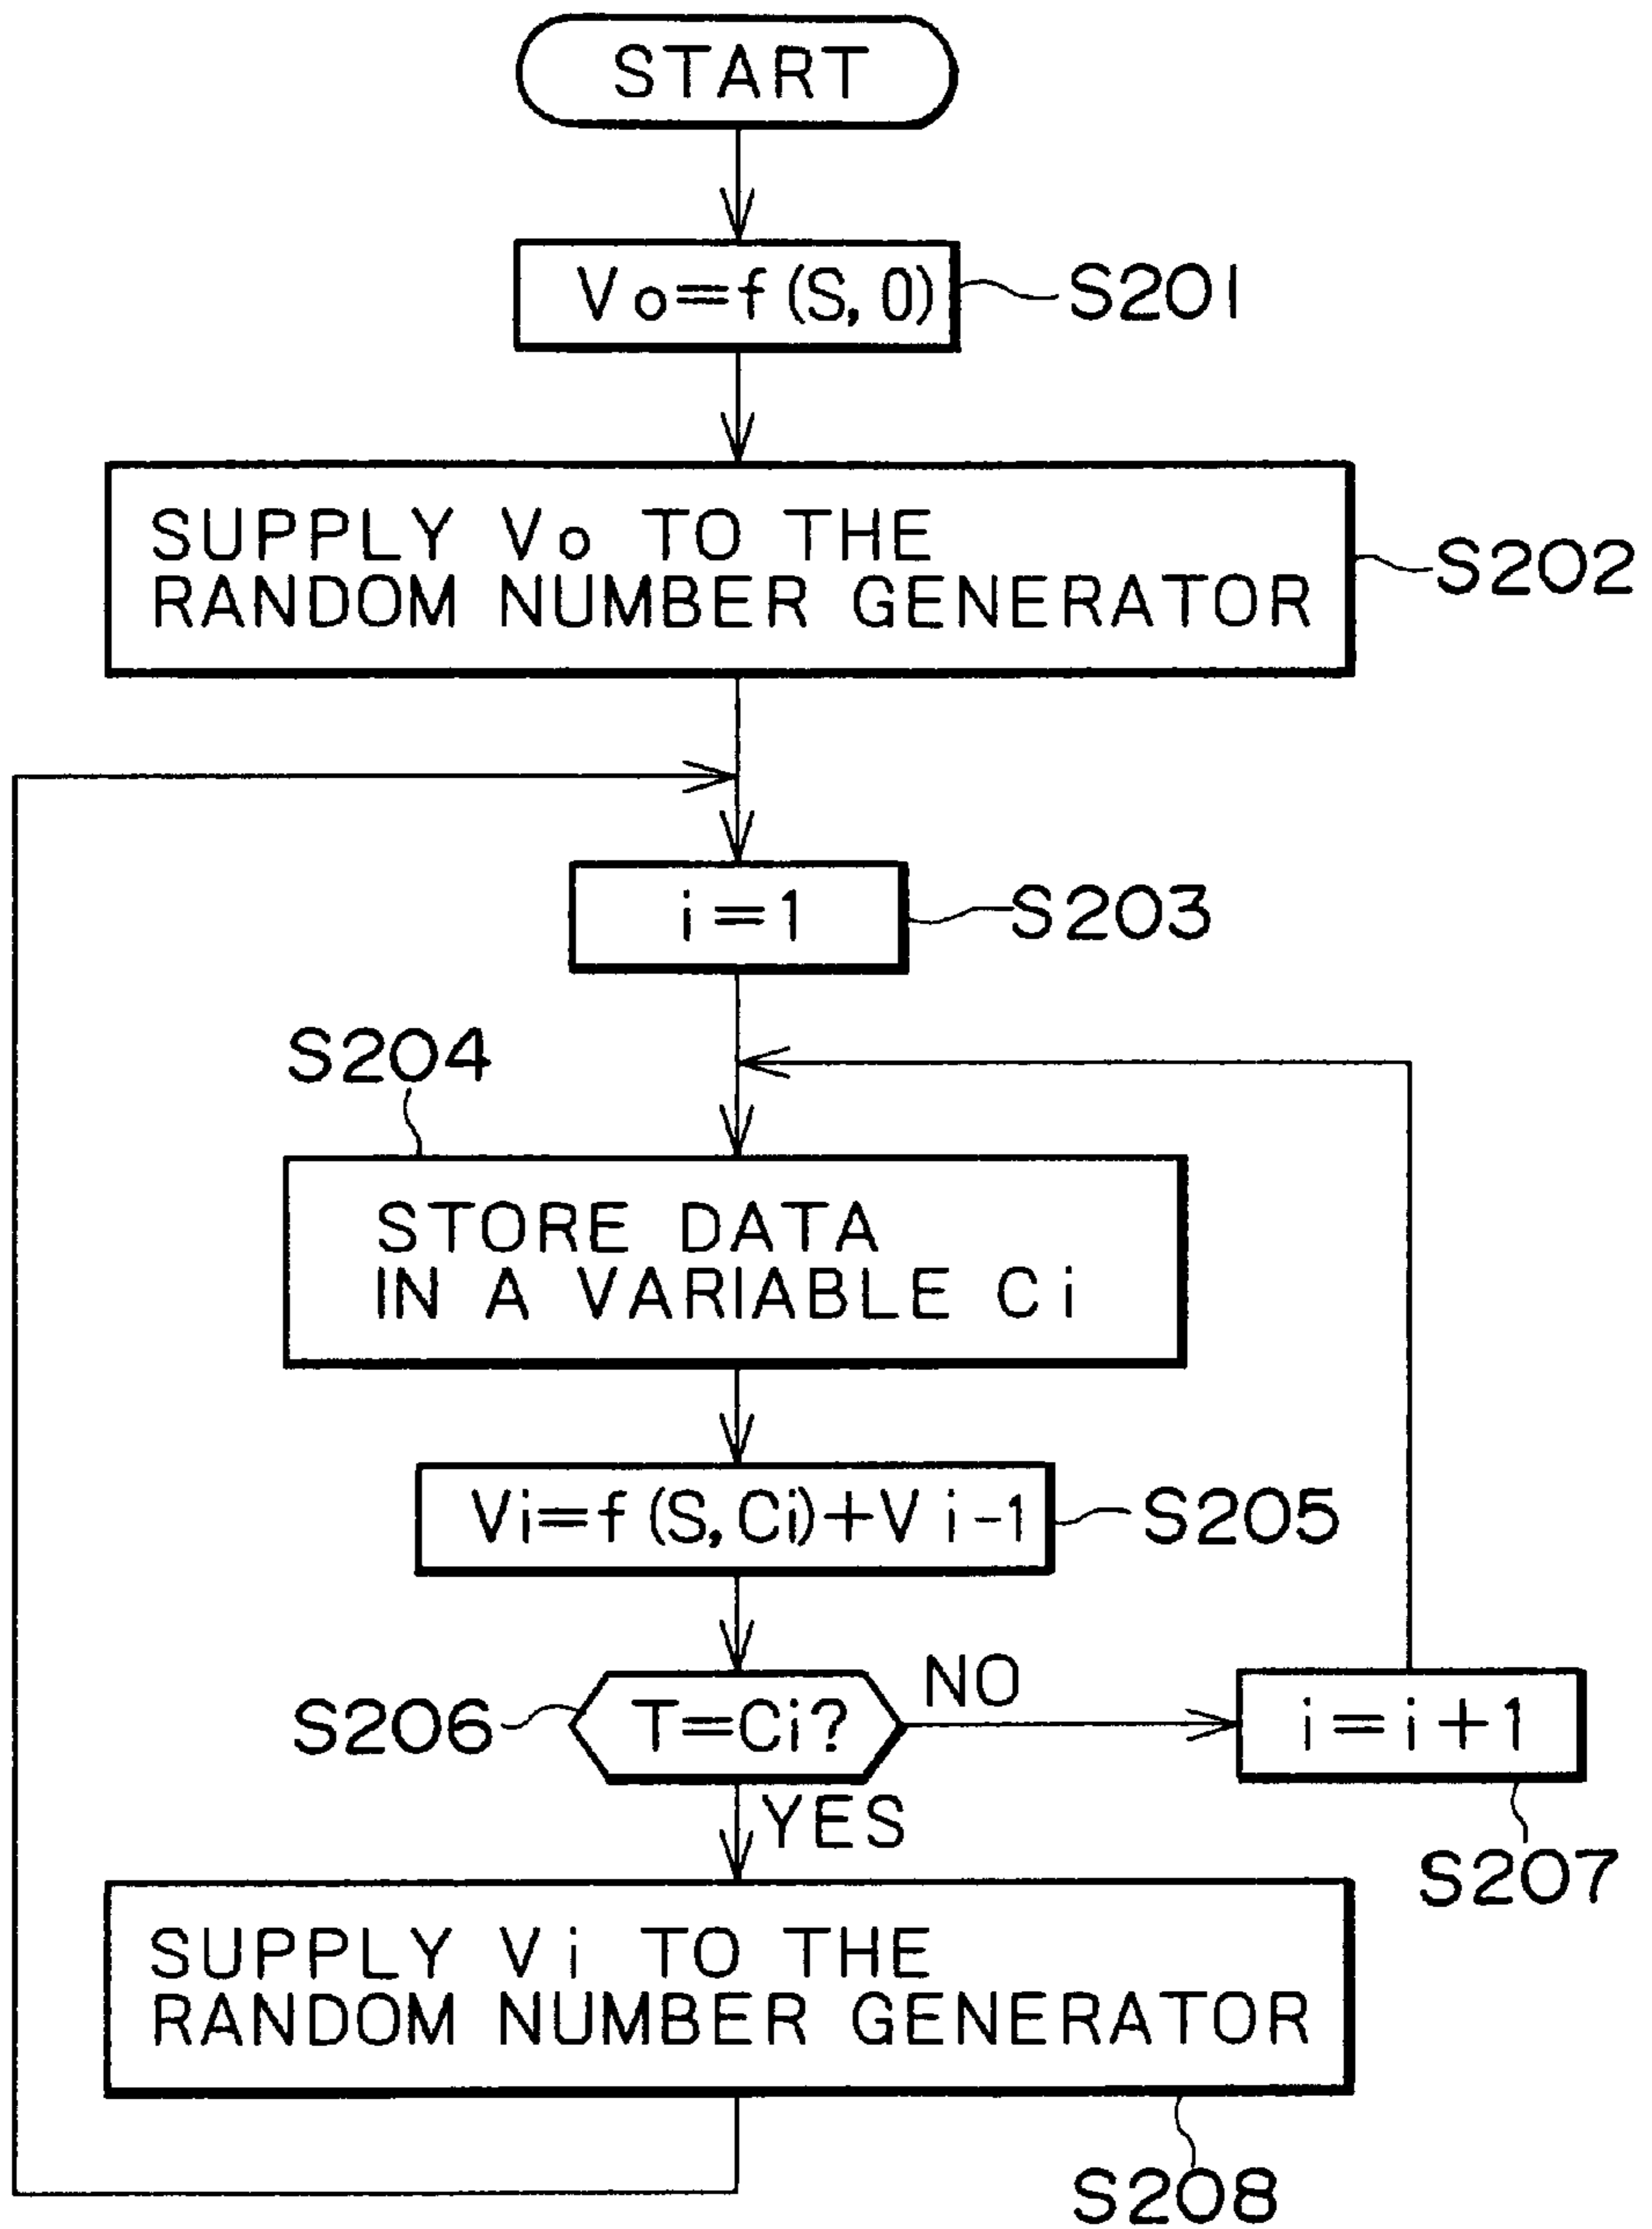 START
Vo=f(S,0)
S201
SUPPLY Vo TO THE
RANDOM NUMBER GENERATOR
S202
i=1
S203
S204
STORE DATA
IN A VARIABLE Ci
Vi=f(S,Ci)+Vi-1
S205
S206
T=Ci?
NO
i=i+1
YES
S207
SUPPLY Vi TO THE
RANDOM NUMBER GENERATOR
S208